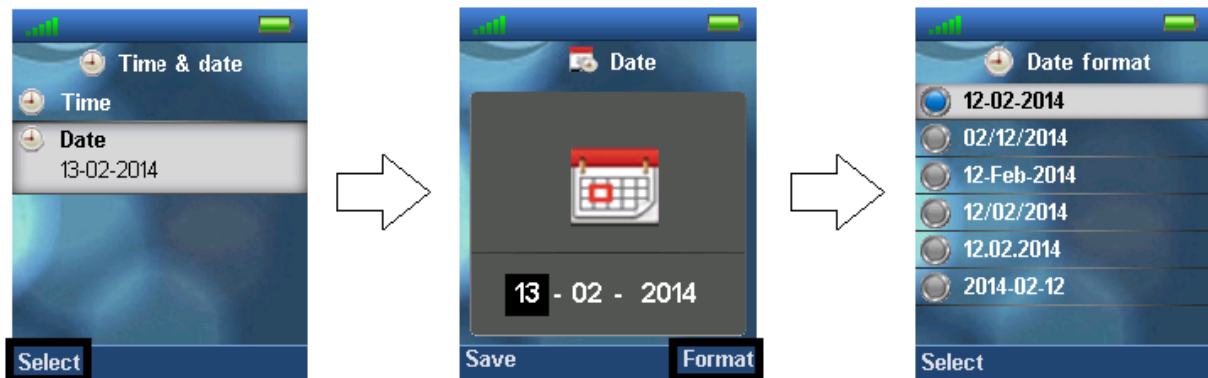 Time & date
Time
Date
13-02-2014
Select
Date
13 - 02 - 2014
Save Format
Date format
12-02-2014
02/12/2014
12-Feb-2014
12/02/2014
12.02.2014
2014-02-12
Select